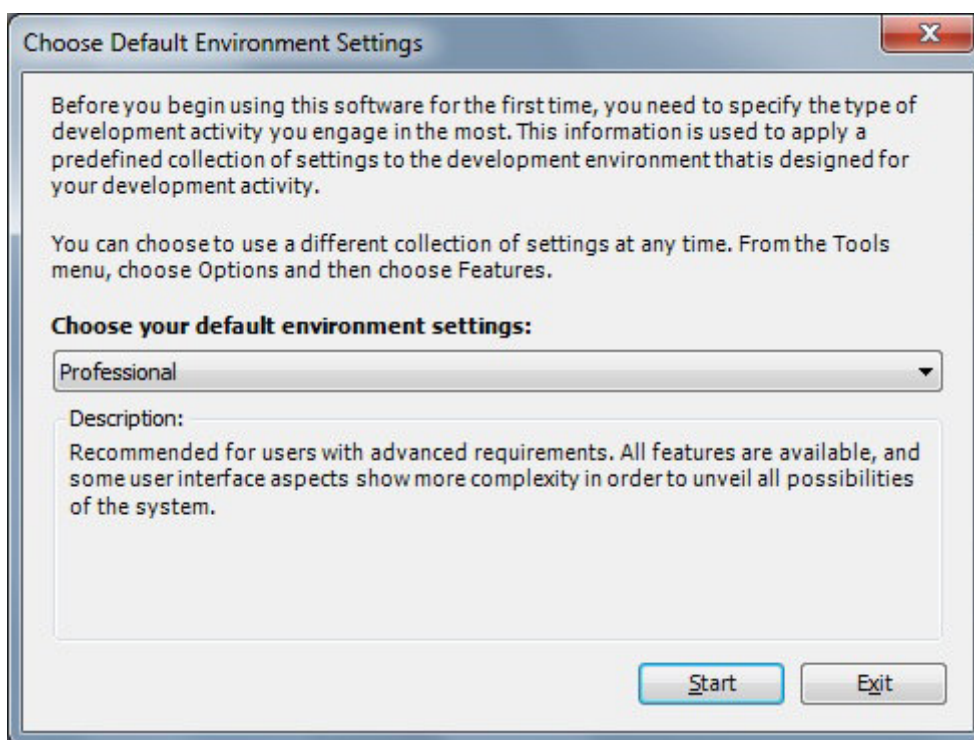 Choose Default Environment Settings
Before you begin using this software for the first time, you need to specify the type of
development activity you engage in the most. This information is used to apply a
predefined collection of settings to the development environment that is designed for
your development activity.
You can choose to use a different collection of settings at any time. From the Tools
menu, choose Options and then choose Features.
Choose your default environment settings:
Professional
Description:
Recommended for users with advanced requirements. All features are available, and
some user interface aspects show more complexity in order to unveil all possibilities
of the system.
Start Exit